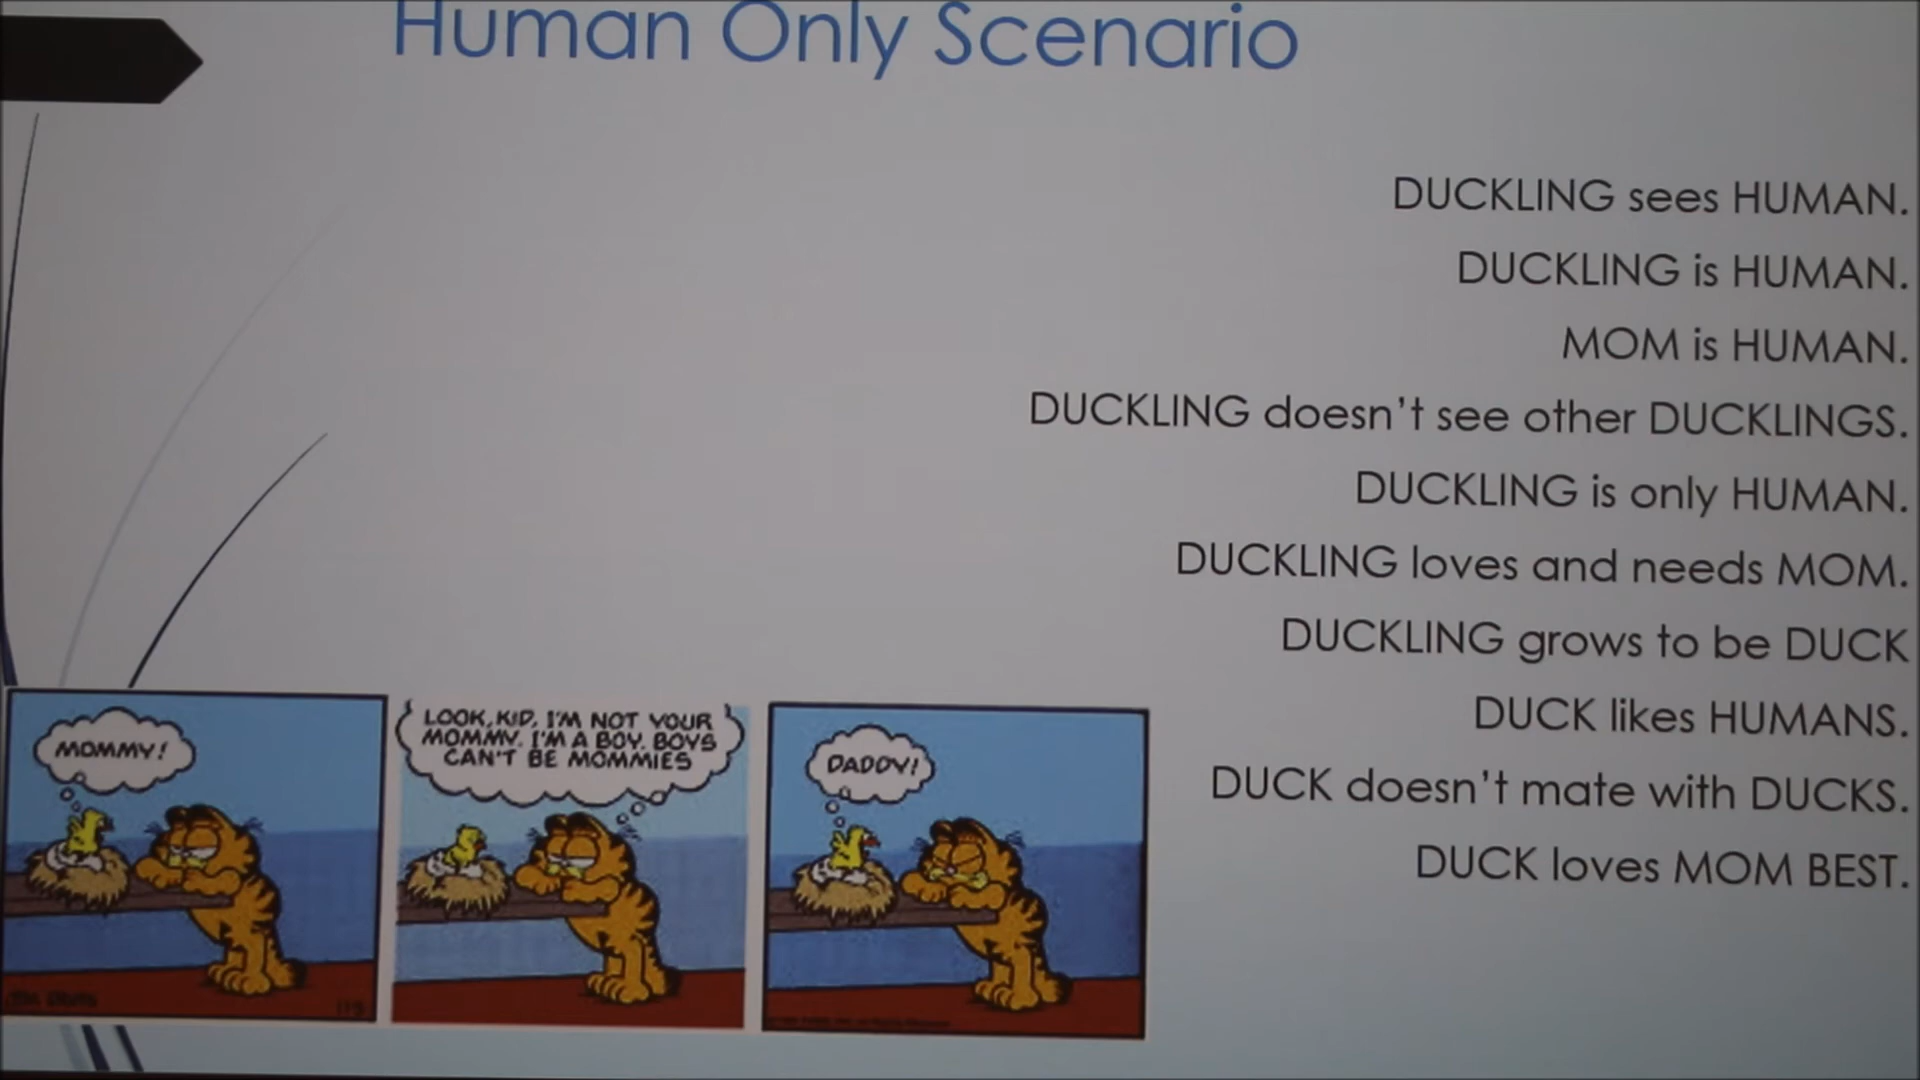 Human Only Scenario
DUCKLING sees HUMAN.
DUCKLING is HUMAN.
MOM is HUMAN.
DUCKLING doesn't see other DUCKLINGS.
DUCKLING is only HUMAN.
DUCKLING loves and needs MOM.
DUCKLING grows to be DUCK
DUCK likes HUMANS.
DUCK doesn't mate with DUCKS.
DUCK loves MOM BEST.
MOMMY!
LOOK, KID, I'M NOT YOUR
MOMMY. I'M A BOY. BOYS
CAN'T BE MOMMIES
DADDY!